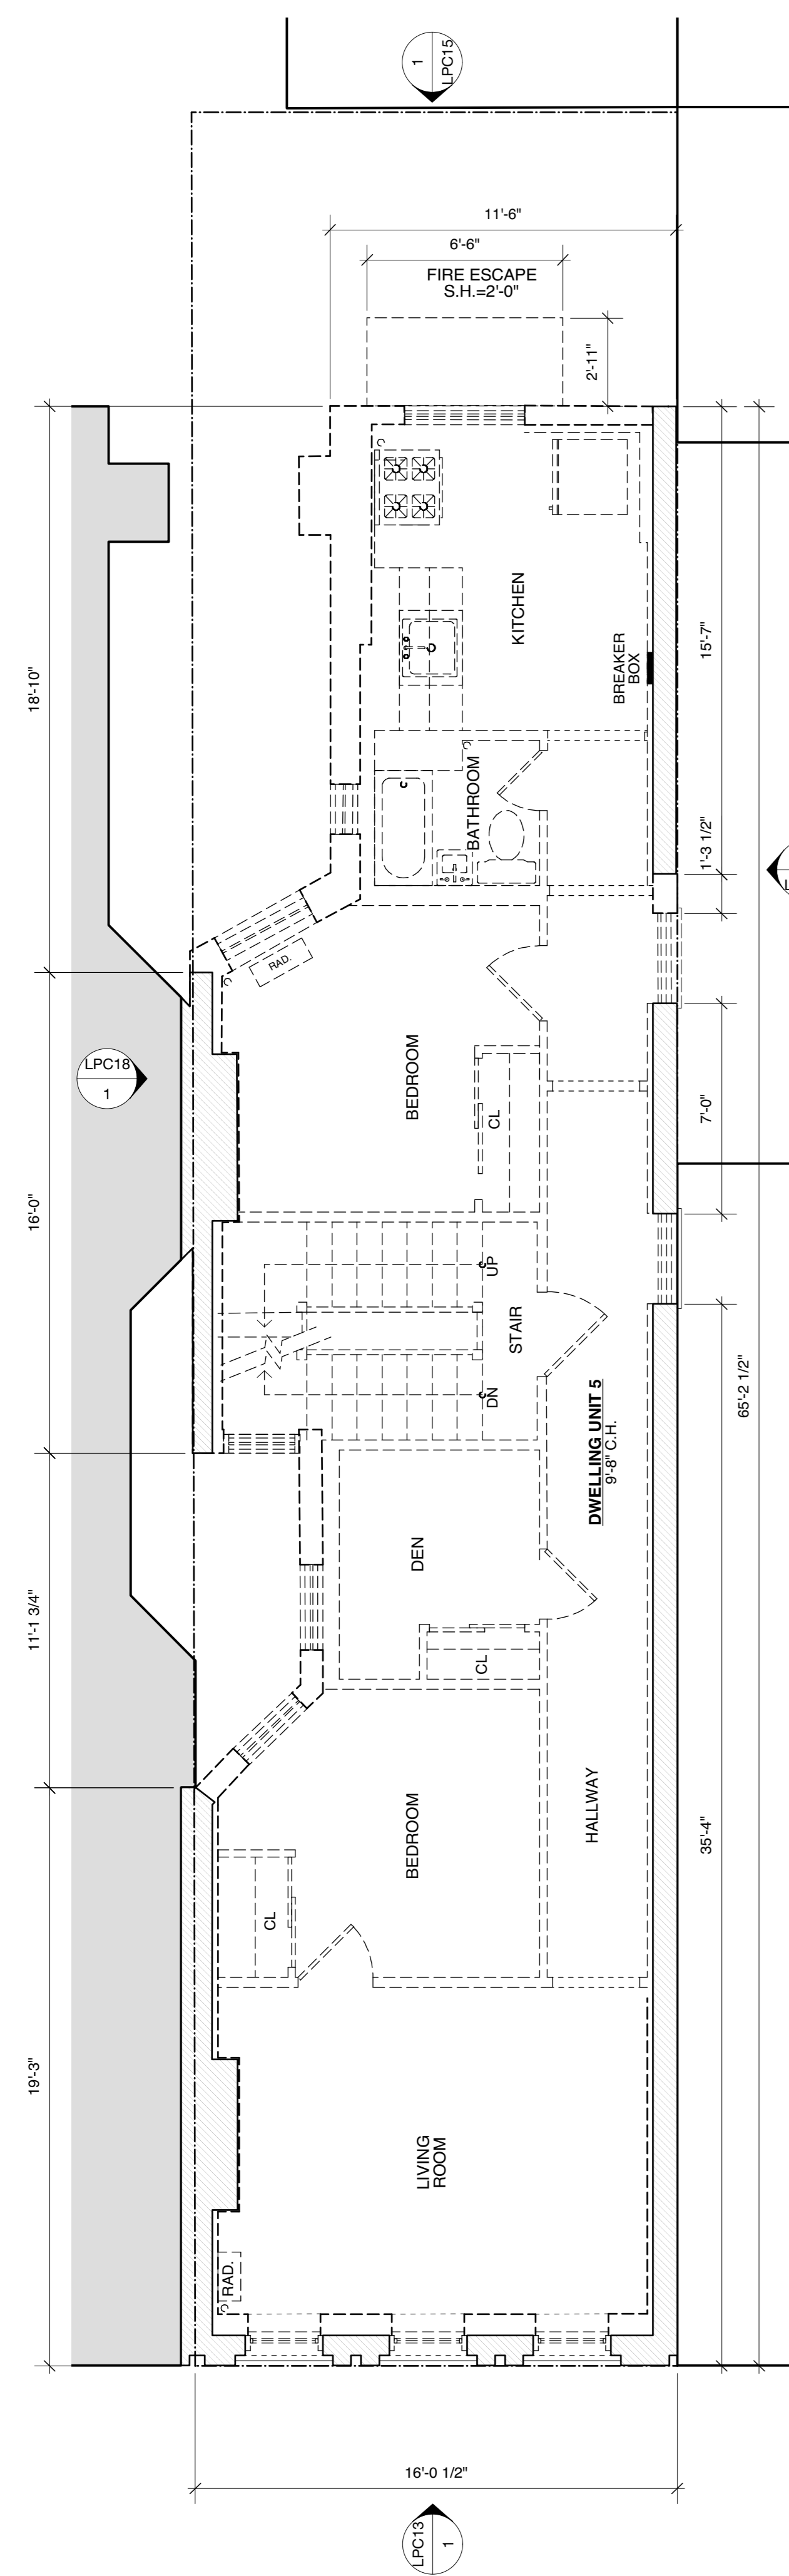 1
LPC15
11'-6"
6'-6"
FIRE ESCAPE
S.H.=2'-0"
2'-11"
18'-10"
KITCHEN
15'-7"
BREAKER
BOX
BATHROOM
1'-3 1/2"
L
RAD.
LPC18
1
BEDROOM
CL
7'-0"
16'-0"
UP
STAIR
DN
DWELLING UNIT 5
9'-8" C.H.
65'-2 1/2"
DEN
11'-1 3/4"
CL
BEDROOM
HALLWAY
35'-4"
CL
19'-3"
LIVING
ROOM
RAD.
16'-0 1/2"
LPC13
1